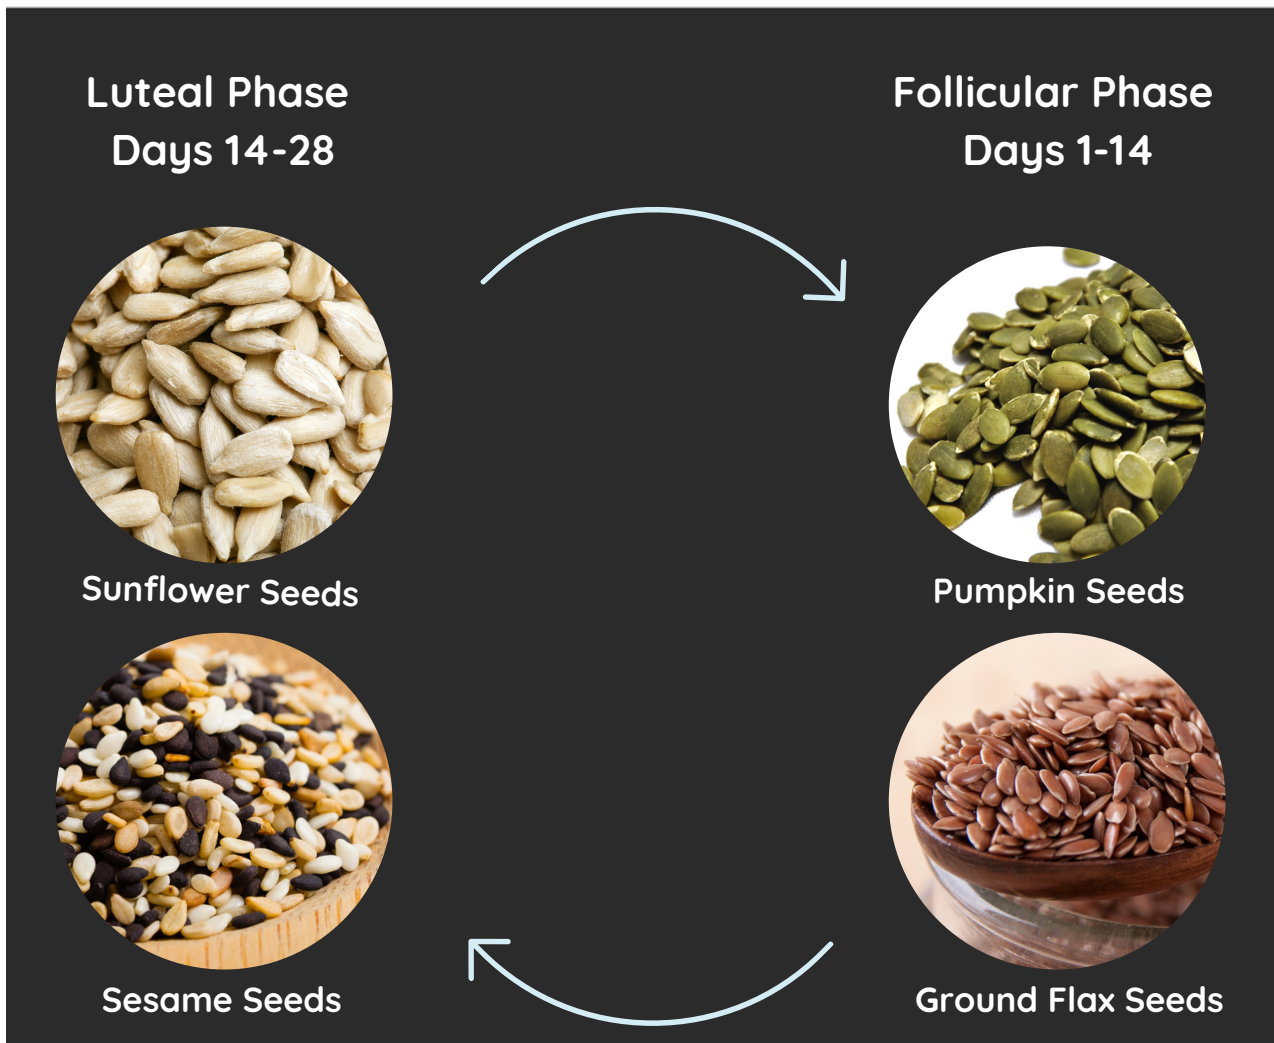 Luteal Phase
Days 14-28
Follicular Phase
Days 1-14
Sunflower Seeds
Pumpkin Seeds
Sesame Seeds
Ground Flax Seeds